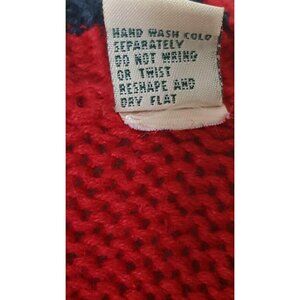 HAND WASH COLD
SEPARATELY
DO NOT WRING
OR TWIST
RESHAPE AND
DRY FLAT